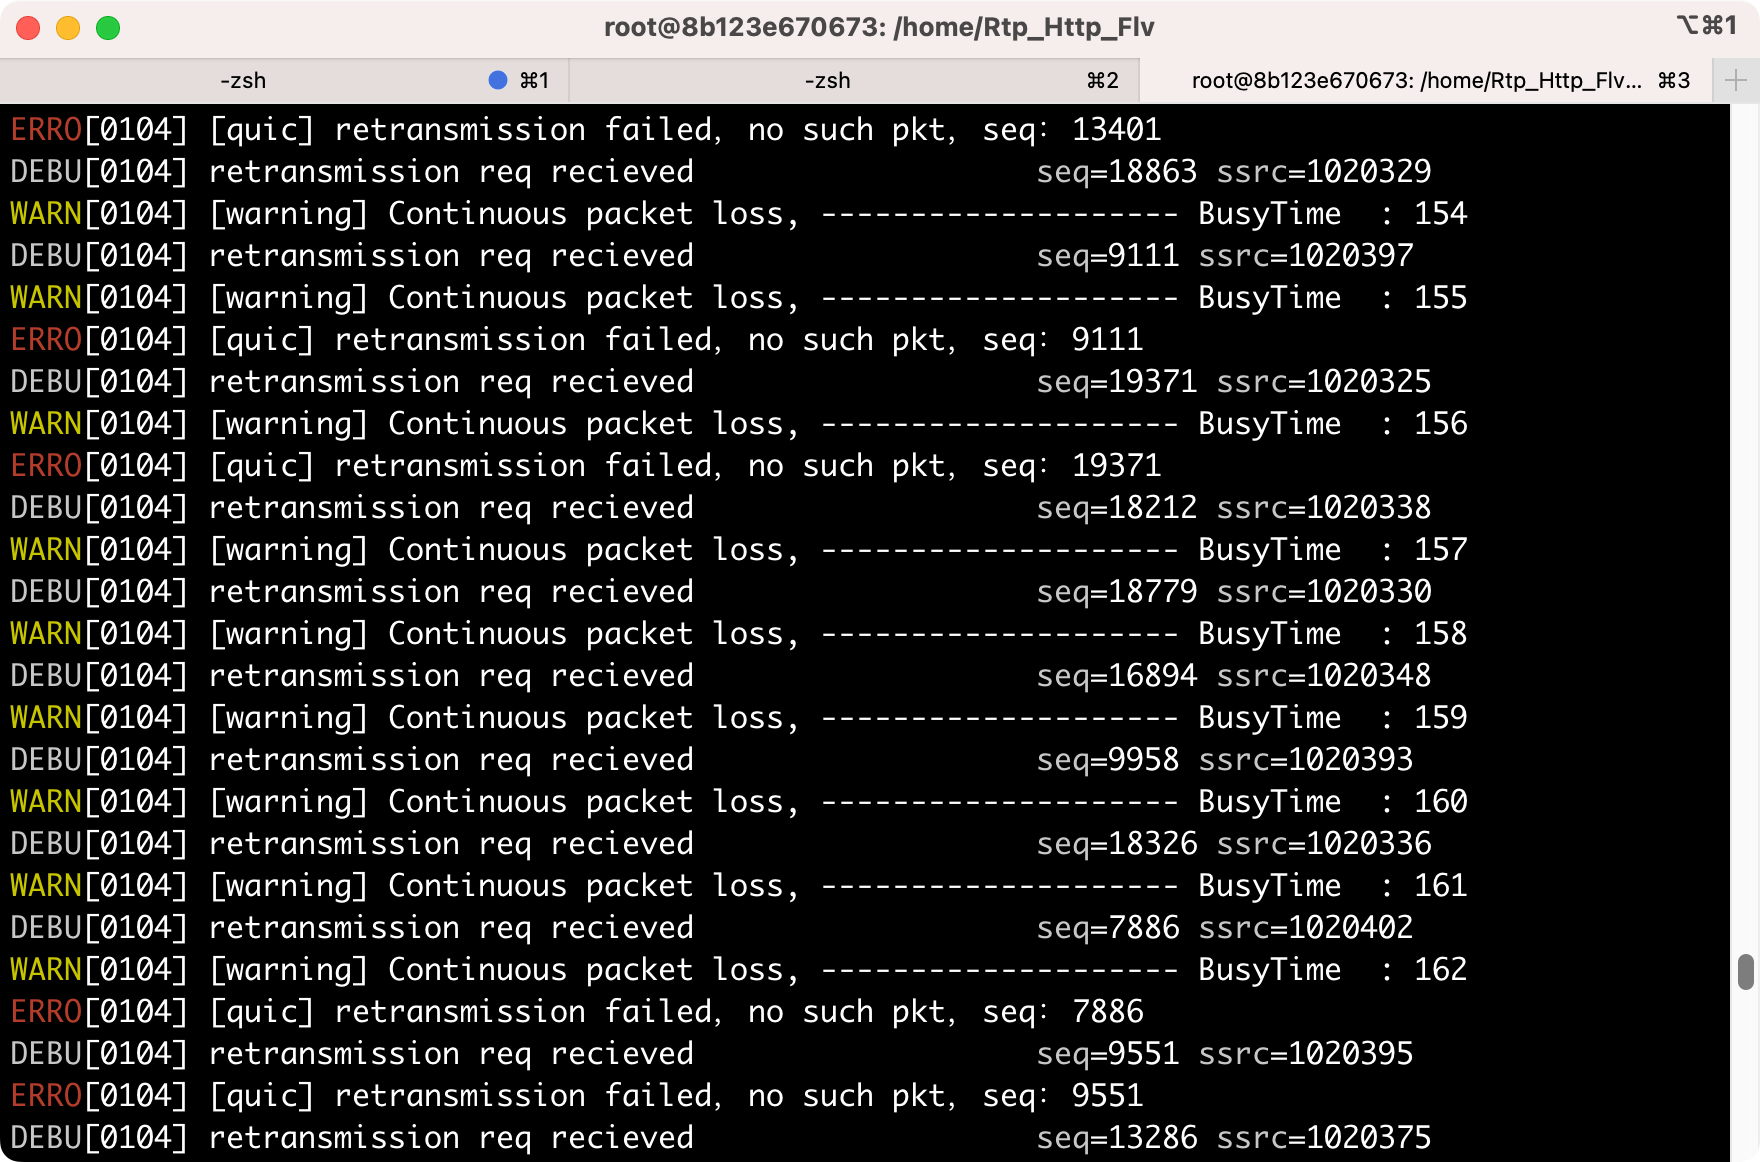 root@8b123e670673: /home/Rtp_Http_Flv
⌥⌘1
-zsh ⌘1
-zsh ⌘2
root@8b123e670673: /home/Rtp_Http_Flv... ⌘3
ERRO[0104] [quic] retransmission failed, no such pkt, seq: 13401
DEBU[0104] retransmission req recieved seq=18863 ssrc=1020329
WARN[0104] [warning] Continuous packet loss, -------------------- BusyTime : 154
DEBU[0104] retransmission req recieved seq=9111 ssrc=1020397
WARN[0104] [warning] Continuous packet loss, -------------------- BusyTime : 155
ERRO[0104] [quic] retransmission failed, no such pkt, seq: 9111
DEBU[0104] retransmission req recieved seq=19371 ssrc=1020325
WARN[0104] [warning] Continuous packet loss, -------------------- BusyTime : 156
ERRO[0104] [quic] retransmission failed, no such pkt, seq: 19371
DEBU[0104] retransmission req recieved seq=18212 ssrc=1020338
WARN[0104] [warning] Continuous packet loss, -------------------- BusyTime : 157
DEBU[0104] retransmission req recieved seq=18779 ssrc=1020330
WARN[0104] [warning] Continuous packet loss, -------------------- BusyTime : 158
DEBU[0104] retransmission req recieved seq=16894 ssrc=1020348
WARN[0104] [warning] Continuous packet loss, -------------------- BusyTime : 159
DEBU[0104] retransmission req recieved seq=9958 ssrc=1020393
WARN[0104] [warning] Continuous packet loss, -------------------- BusyTime : 160
DEBU[0104] retransmission req recieved seq=18326 ssrc=1020336
WARN[0104] [warning] Continuous packet loss, -------------------- BusyTime : 161
DEBU[0104] retransmission req recieved seq=7886 ssrc=1020402
WARN[0104] [warning] Continuous packet loss, -------------------- BusyTime : 162
ERRO[0104] [quic] retransmission failed, no such pkt, seq: 7886
DEBU[0104] retransmission req recieved seq=9551 ssrc=1020395
ERRO[0104] [quic] retransmission failed, no such pkt, seq: 9551
DEBU[0104] retransmission req recieved seq=13286 ssrc=1020375